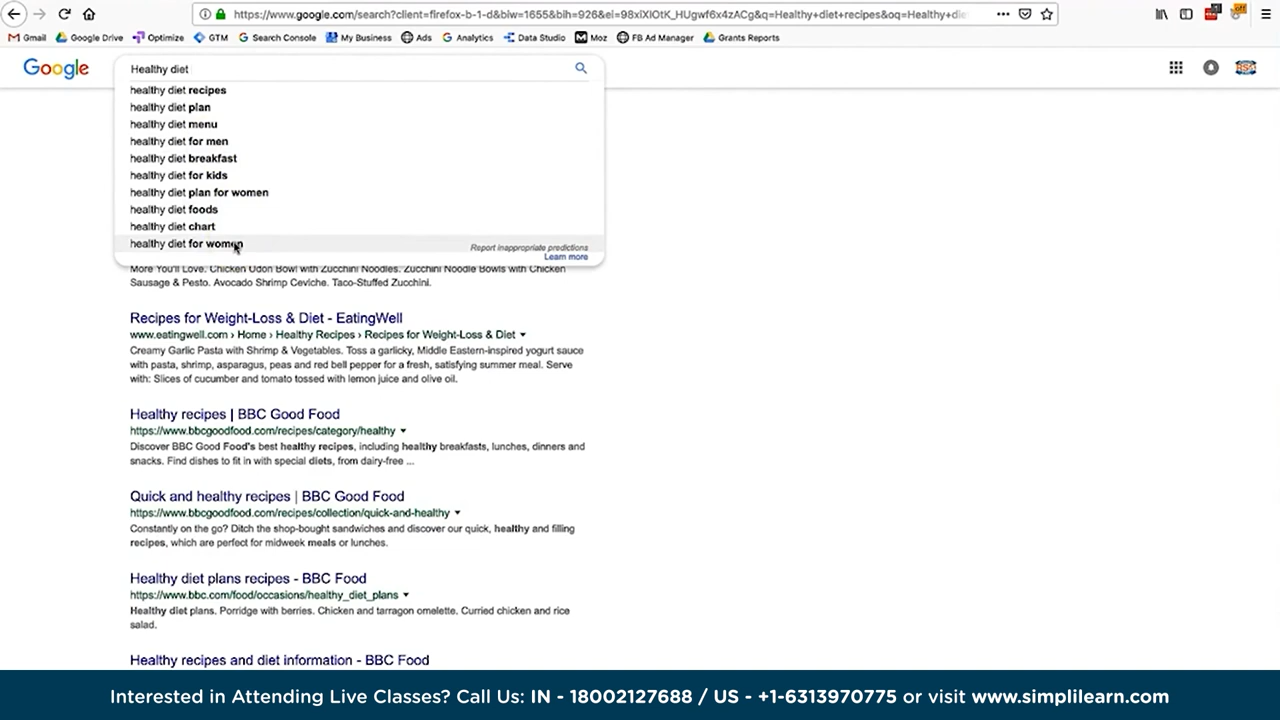 https://www.google.com/search?client=firefox-b-1-d&biw=1655&bih=926&ei=98xiXIOtK_HUgwf6x4zACg&q=Healthy+diet+recipes&oq=Healthy+die
Gmail Google Drive Optimize GTM Search Console My Business Ads Analytics Data Studio Moz FB Ad Manager Grants Reports
Google Healthy diet
healthy diet recipes
healthy diet plan
healthy diet menu
healthy diet for men
healthy diet breakfast
healthy diet for kids
healthy diet plan for women
healthy diet foods
healthy diet chart
healthy diet for women
Report inappropriate predictions
Learn more
More You'll Love. Chicken Udon Bowl with Zucchini Noodles. Zucchini Noodle Bowls with Chicken
Sausage & Pesto. Avocado Shrimp Ceviche. Taco-Stuffed Zucchini.
Recipes for Weight-Loss & Diet - EatingWell
www.eatingwell.com › Home › Healthy Recipes › Recipes for Weight-Loss & Diet
Creamy Garlic Pasta with Shrimp & Vegetables. Toss a garlicky, Middle Eastern-inspired yogurt sauce
with pasta, shrimp, asparagus, peas and red bell pepper for a fresh, satisfying summer meal. Serve
with: Slices of cucumber and tomato tossed with lemon juice and olive oil.
Healthy recipes | BBC Good Food
https://www.bbcgoodfood.com/recipes/category/healthy
Discover BBC Good Food's best healthy recipes, including healthy breakfasts, lunches, dinners and
snacks. Find dishes to fit in with special diets, from dairy-free ...
Quick and healthy recipes | BBC Good Food
https://www.bbcgoodfood.com/recipes/collection/quick-and-healthy
Constantly on the go? Ditch the shop-bought sandwiches and discover our quick, healthy and filling
recipes, which are perfect for midweek meals or lunches.
Healthy diet plans recipes - BBC Food
https://www.bbc.com/food/occasions/healthy_diet_plans
Healthy diet plans. Porridge with berries. Chicken and tarragon omelette. Curried chicken and rice
salad.
Healthy recipes and diet information - BBC Food
Interested in Attending Live Classes? Call Us: IN - 18002127688 / US - +1-6313970775 or visit www.simplilearn.com